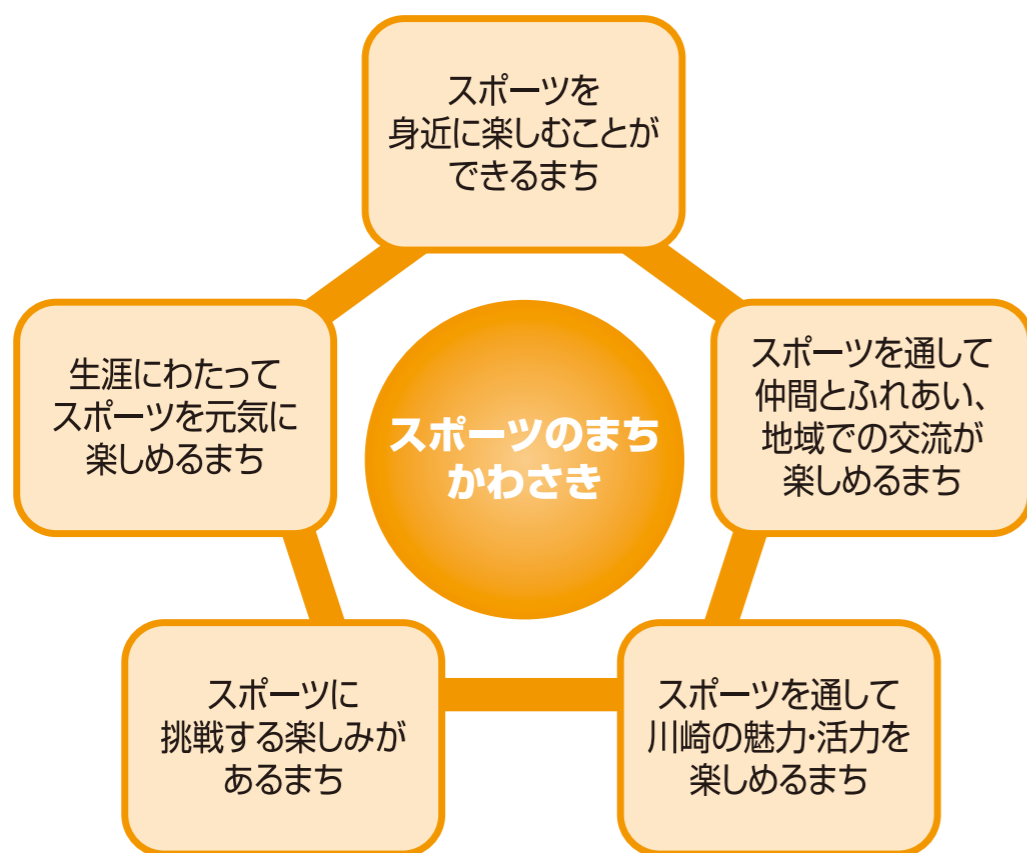 スポーツを
身近に楽しむことが
できるまち
生涯にわたって
スポーツを元気に
楽しめるまち
スポーツのまち
かわさき
スポーツを通して
仲間とふれあい、
地域での交流が
楽しめるまち
スポーツに
挑戦する楽しみが
あるまち
スポーツを通して
川崎の魅力・活力を
楽しめるまち